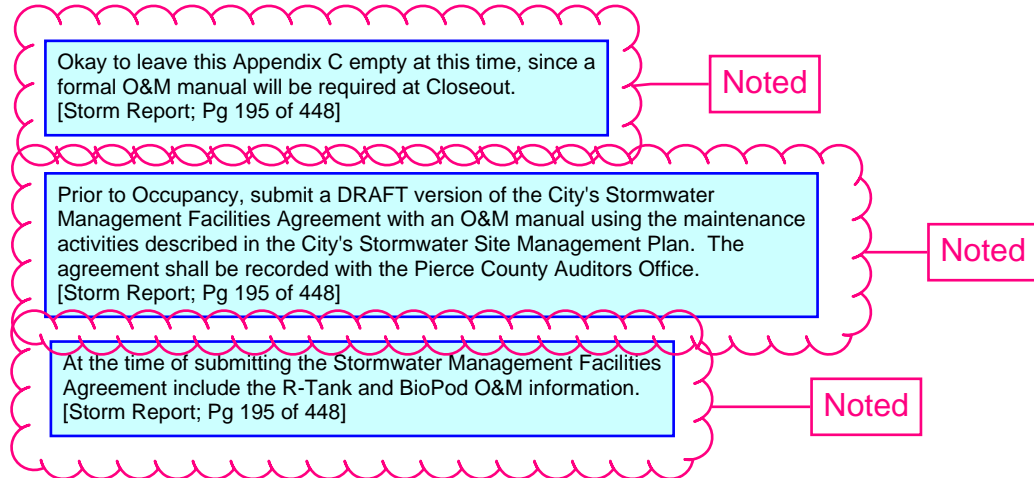 Okay to leave this Appendix C empty at this time, since a
formal O&M manual will be required at Closeout.
[Storm Report; Pg 195 of 448]
Noted
Prior to Occupancy, submit a DRAFT version of the City's Stormwater
Management Facilities Agreement with an O&M manual using the maintenance
activities described in the City's Stormwater Site Management Plan.  The
agreement shall be recorded with the Pierce County Auditors Office.
[Storm Report; Pg 195 of 448]
Noted
At the time of submitting the Stormwater Management Facilities
Agreement include the R-Tank and BioPod O&M information.
[Storm Report; Pg 195 of 448]
Noted